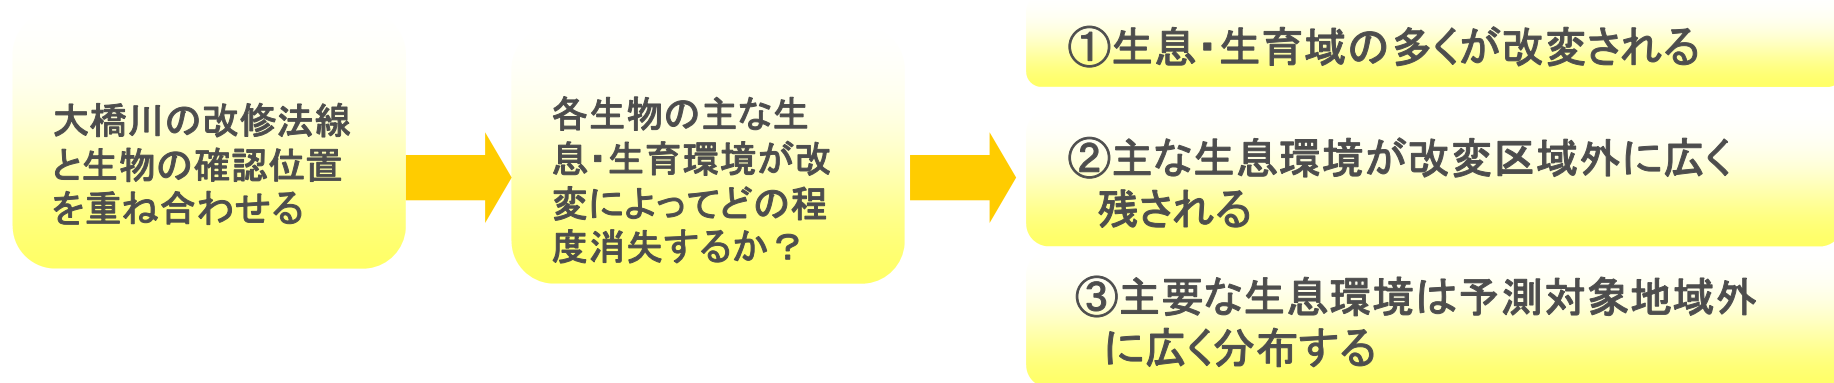 大橋川の改修法線
と生物の確認位置
を重ね合わせる
各生物の主な生
息・生育環境が改
変によってどの程
度消失するか？
①生息・生育域の多くが改変される
②主な生息環境が改変区域外に広く
残される
③主要な生息環境は予測対象地域外
に広く分布する